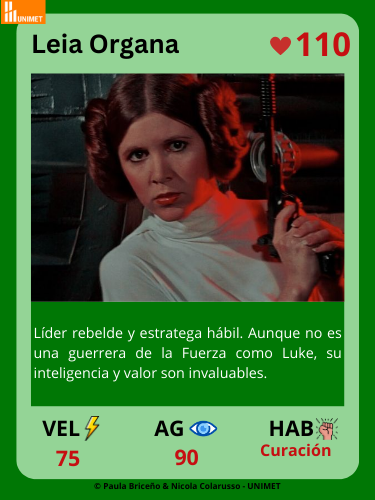 UNIMET
Leia Organa
110
Líder rebelde y estratega hábil. Aunque no es
una guerrera de la Fuerza como Luke, su
inteligencia y valor son invaluables.
VEL AG HAB
75 90 Curación
© Paula Briceño & Nicola Colarusso - UNIMET